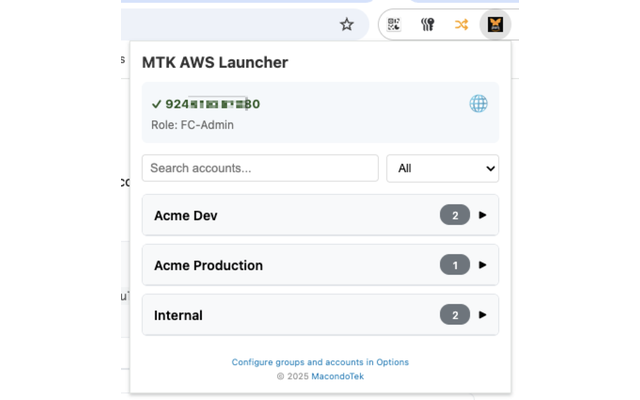 MTK AWS Launcher
✓ 924 80
Role: FC-Admin
Search accounts...
All
Acme Dev
2
Acme Production
1
Internal
2
Configure groups and accounts in Options
© 2025 MacondoTek